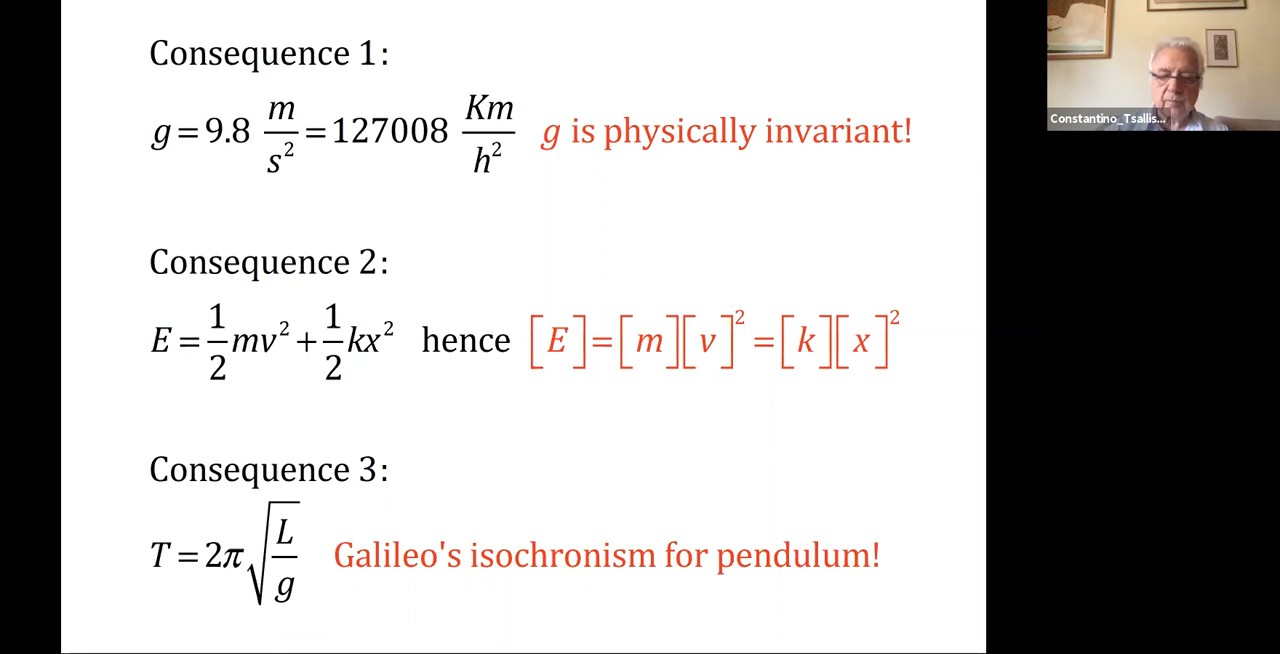 Consequence 1:
g = 9.8 m/s² = 127008 Km/h² g is physically invariant!
Consequence 2:
E = 1/2 mv² + 1/2 kx² hence [E] = [m][v]² = [k][x]²
Consequence 3:
T = 2π√(L/g) Galileo's isochronism for pendulum!
Constantino_Tsallis...